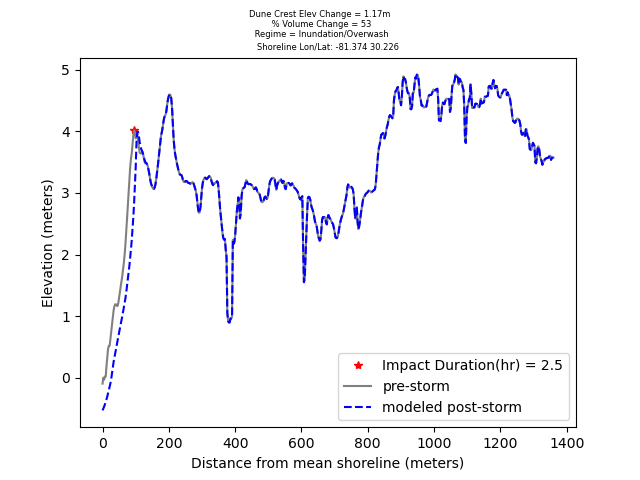 Dune Crest Elev Change = 1.17m
% Volume Change = 53
Regime = Inundation/Overwash
Shoreline Lon/Lat: -81.374 30.226
5
4
3
2
1
0
Elevation (meters)
Impact Duration(hr) = 2.5
pre-storm
modeled post-storm
0 200 400 600 800 1000 1200 1400
Distance from mean shoreline (meters)